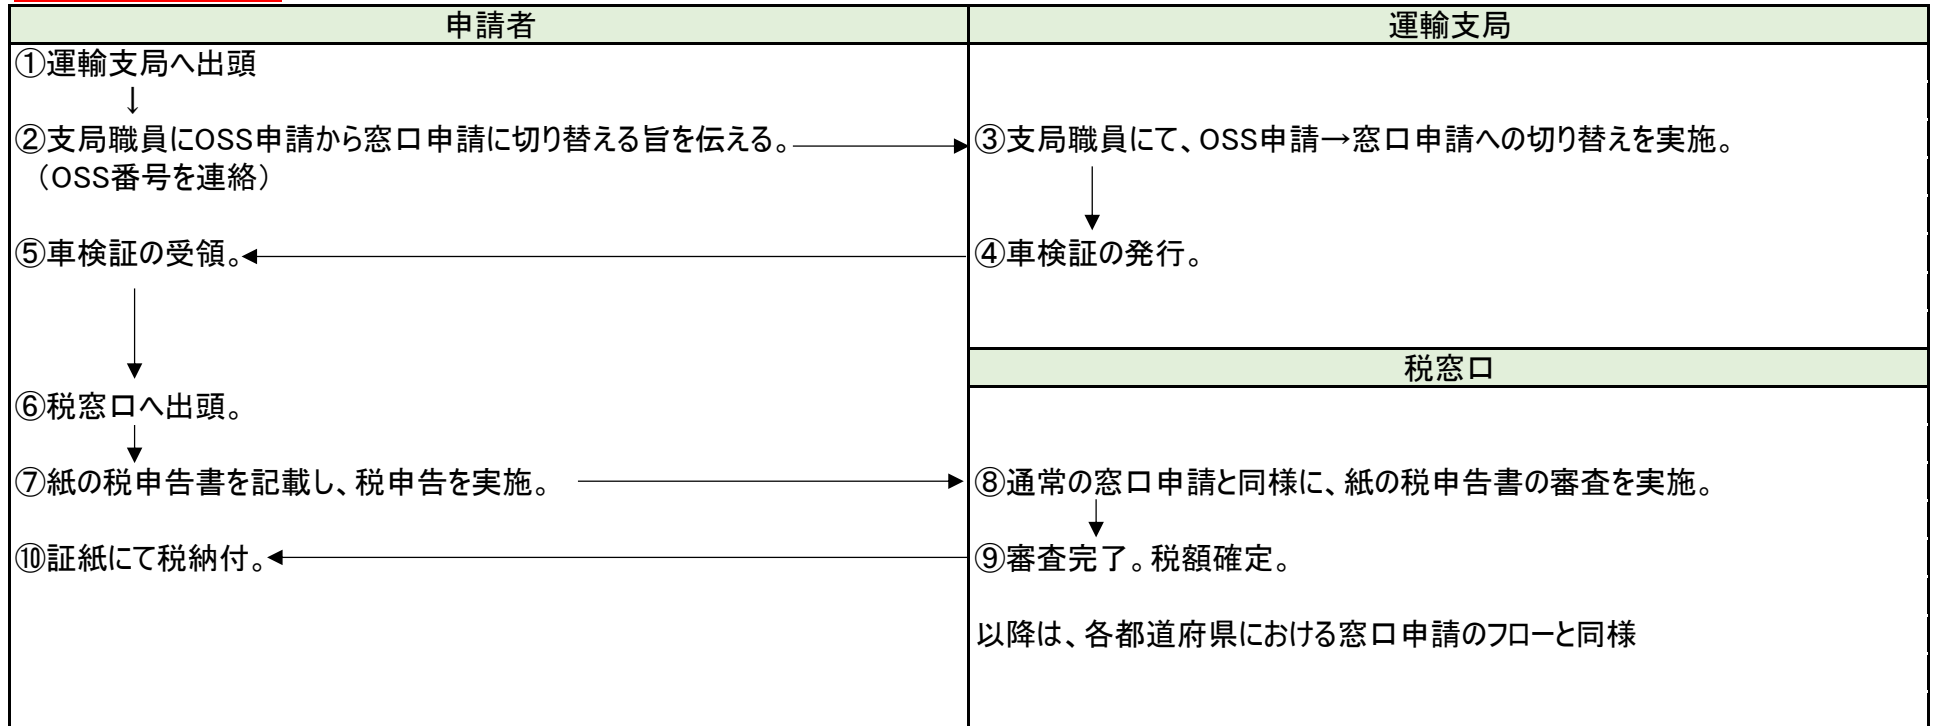 申請者
運輸支局
①運輸支局へ出頭
↓
②支局職員にOSS申請から窓口申請に切り替える旨を伝える。
（OSS番号を連絡）
③支局職員にて、OSS申請→窓口申請への切り替えを実施。
④車検証の発行。
⑤車検証の受領。
税窓口
⑥税窓口へ出頭。
⑦紙の税申告書を記載し、税申告を実施。
⑧通常の窓口申請と同様に、紙の税申告書の審査を実施。
⑨審査完了。税額確定。
⑩証紙にて税納付。
以降は、各都道府県における窓口申請のフローと同様